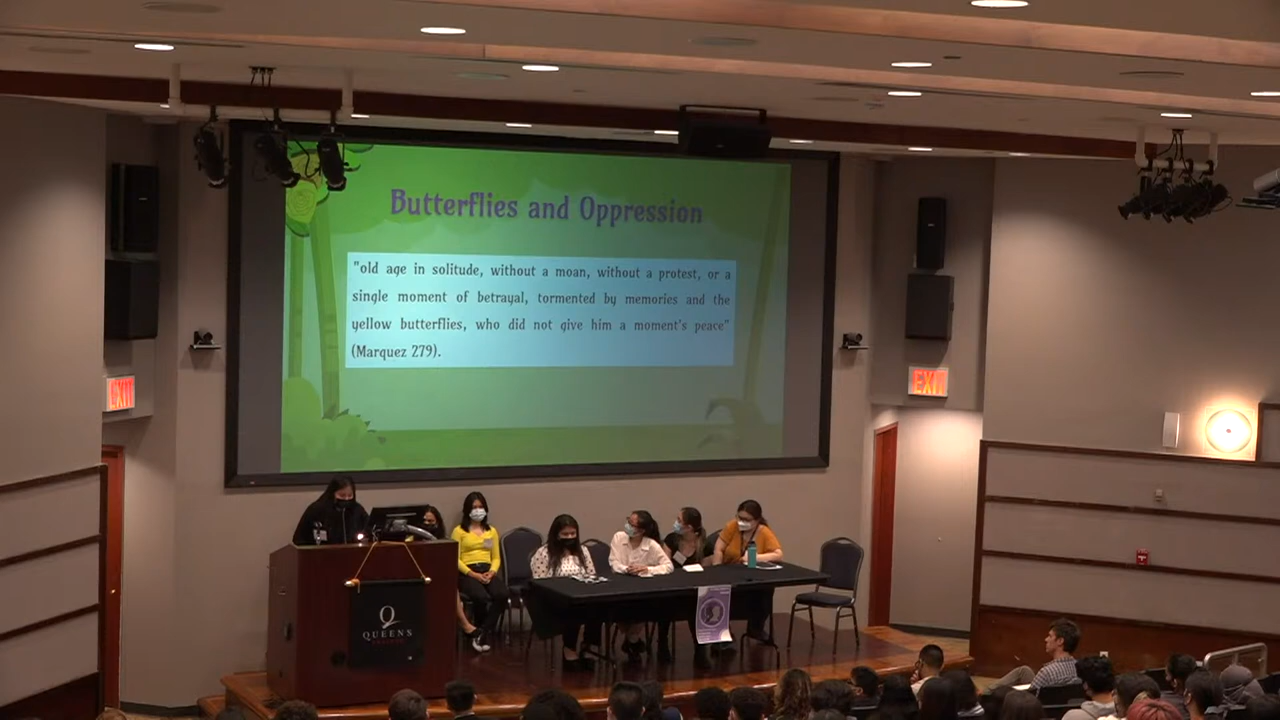 Butterflies and Oppression
"old age in solitude, without a moan, without a protest, or a
single moment of betrayal, tormented by memories and the
yellow butterflies, who did not give him a moment's peace"
(Marquez 279).
EXIT
EXIT
Q
QUEENS